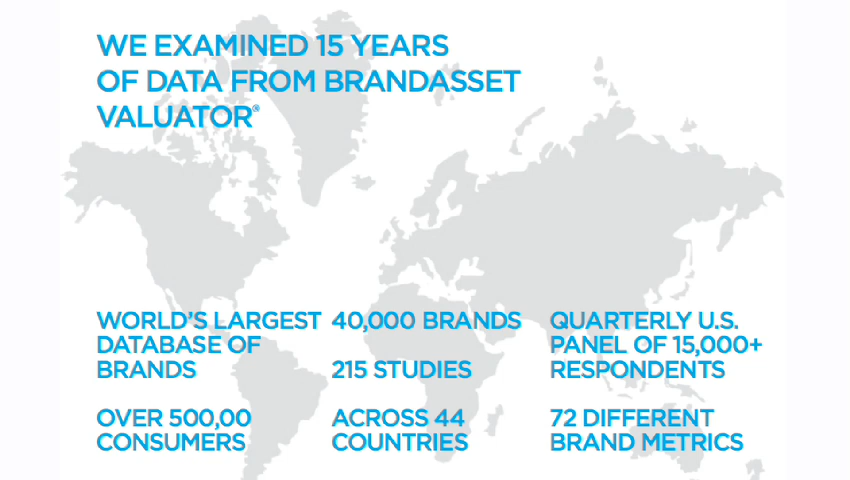 WE EXAMINED 15 YEARS
OF DATA FROM BRANDASSET
VALUATOR®
WORLD'S LARGEST
DATABASE OF
BRANDS
40,000 BRANDS
215 STUDIES
QUARTERLY U.S.
PANEL OF 15,000+
RESPONDENTS
OVER 500,00
CONSUMERS
ACROSS 44
COUNTRIES
72 DIFFERENT
BRAND METRICS